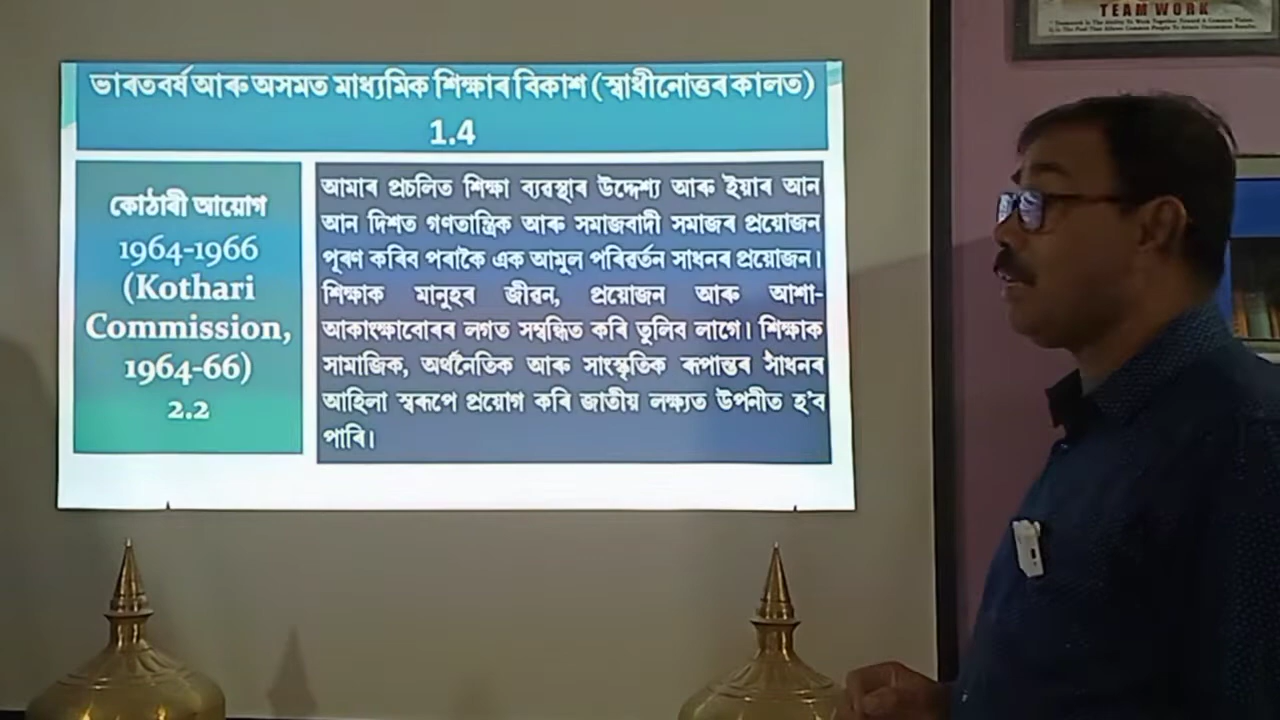 TEAM WORK
ভাৰতবৰ্ষ আৰু অসমত মাধ্যমিক শিক্ষাৰ বিকাশ (স্বাধীনোত্তৰ কালত)
1.4
কোঠাৰী আয়োগ
1964-1966
(Kothari
Commission,
1964-66)
2.2
আমাৰ প্ৰচলিত শিক্ষা ব্যৱস্থাৰ উদ্দেশ্য আৰু ইয়াৰ আন
আন দিশত গণতান্ত্ৰিক আৰু সমাজবাদী সমাজৰ প্ৰয়োজন
পূৰণ কৰিব পৰাকৈ এক আমুল পৰিৱৰ্তন সাধনৰ প্ৰয়োজন।
শিক্ষাক মানুহৰ জীৱন, প্ৰয়োজন আৰু আশা-
আকাংক্ষাবোৰৰ লগত সম্বন্ধিত কৰি তুলিব লাগে। শিক্ষাক
সামাজিক, অৰ্থনৈতিক আৰু সাংস্কৃতিক ৰূপান্তৰ সাধনৰ
আহিলা স্বৰূপে প্ৰয়োগ কৰি জাতীয় লক্ষ্যত উপনীত হ'ব
পাৰি।